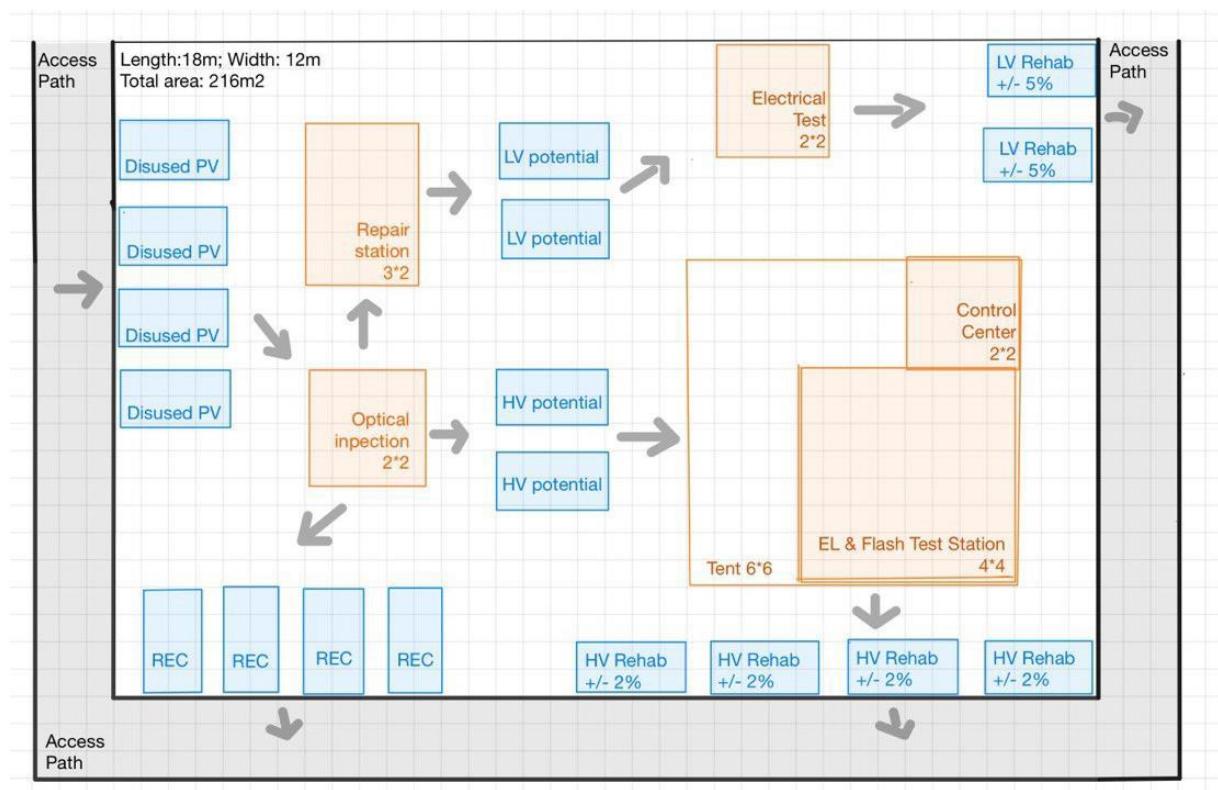 Access
Path
Length:18m; Width: 12m
Total area: 216m2
Access
Path
Disused PV
Disused PV
Disused PV
Disused PV
Repair
station
3*2
Optical
inpection
2*2
LV potential
LV potential
HV potential
HV potential
Electrical
Test
2*2
LV Rehab
+/- 5%
LV Rehab
+/- 5%
Control
Center
2*2
EL & Flash Test Station
4*4
Tent 6*6
REC
REC
REC
REC
HV Rehab
+/- 2%
HV Rehab
+/- 2%
HV Rehab
+/- 2%
HV Rehab
+/- 2%
Access
Path